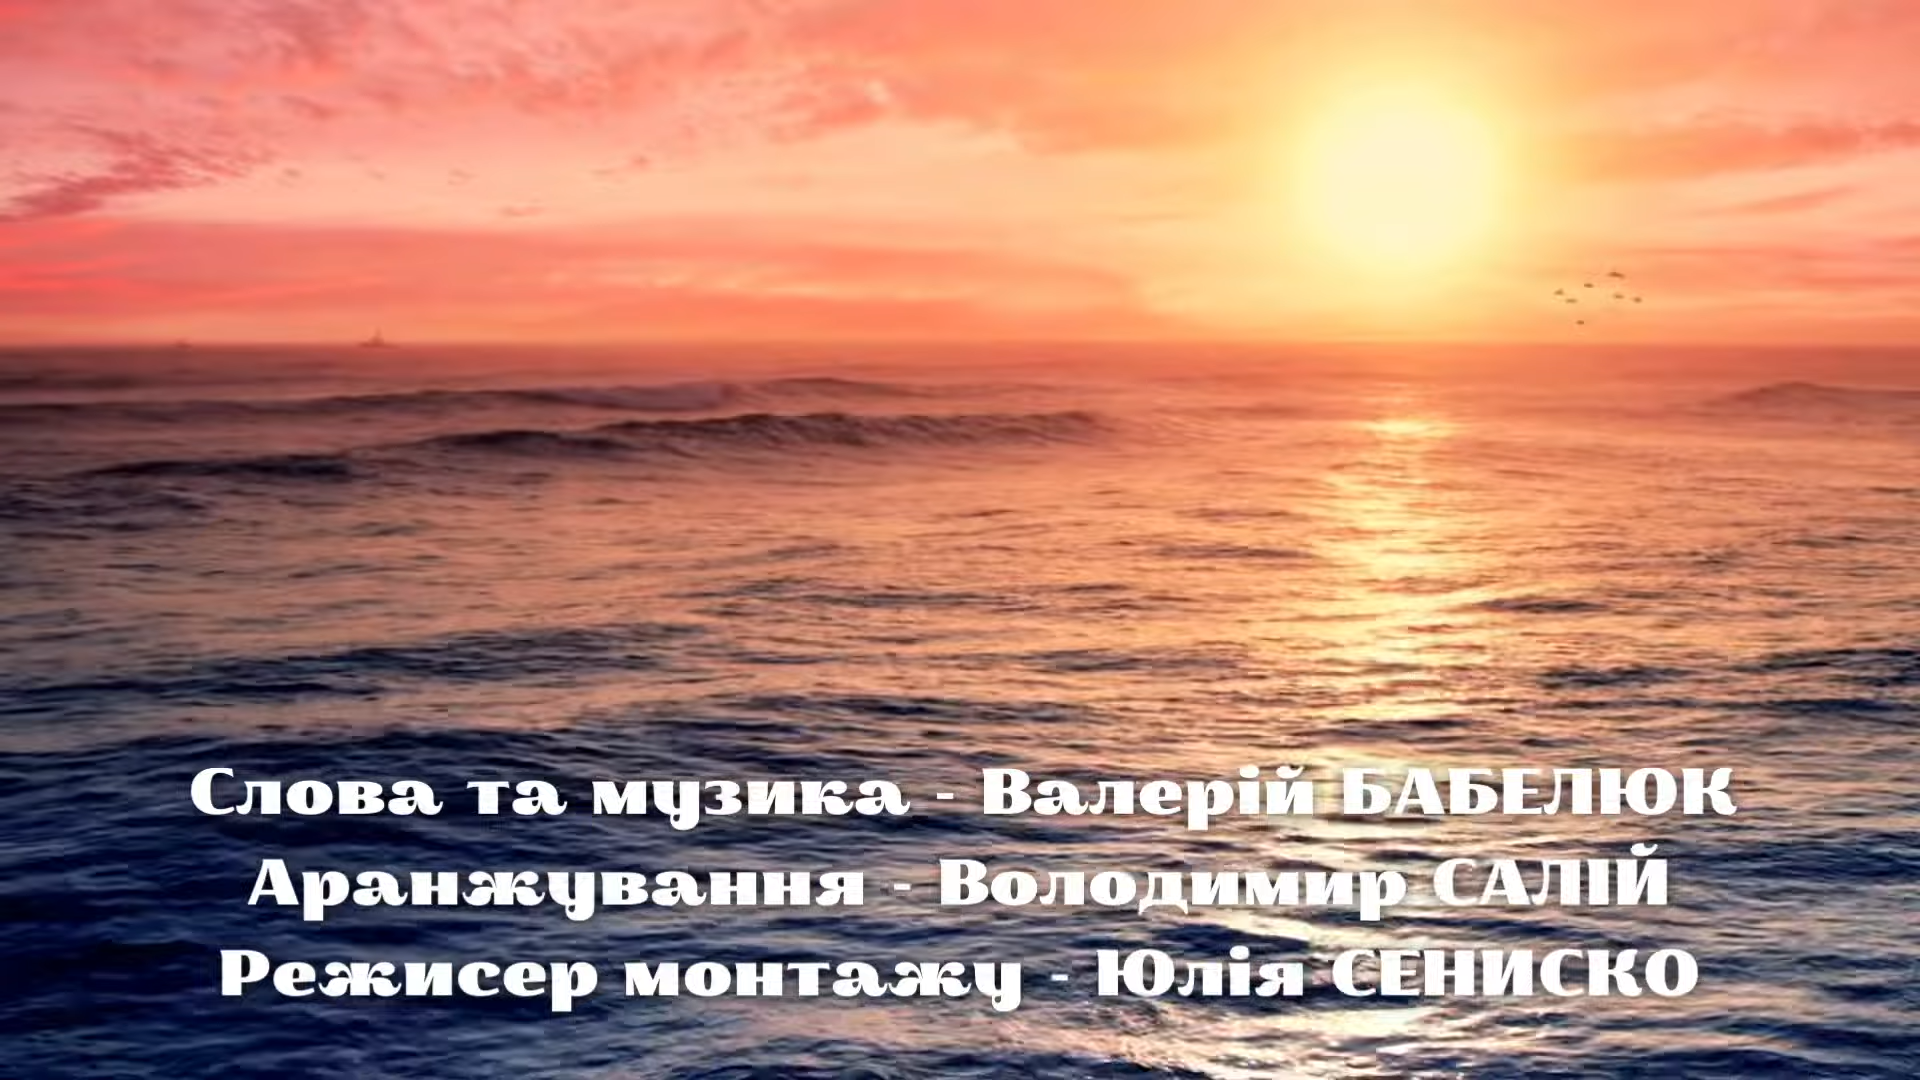 Слова та музика - Валерій БАБЕЛЮК
Аранжування - Володимир САЛІЙ
Режисер монтажу - Юлія СЕНИСКО